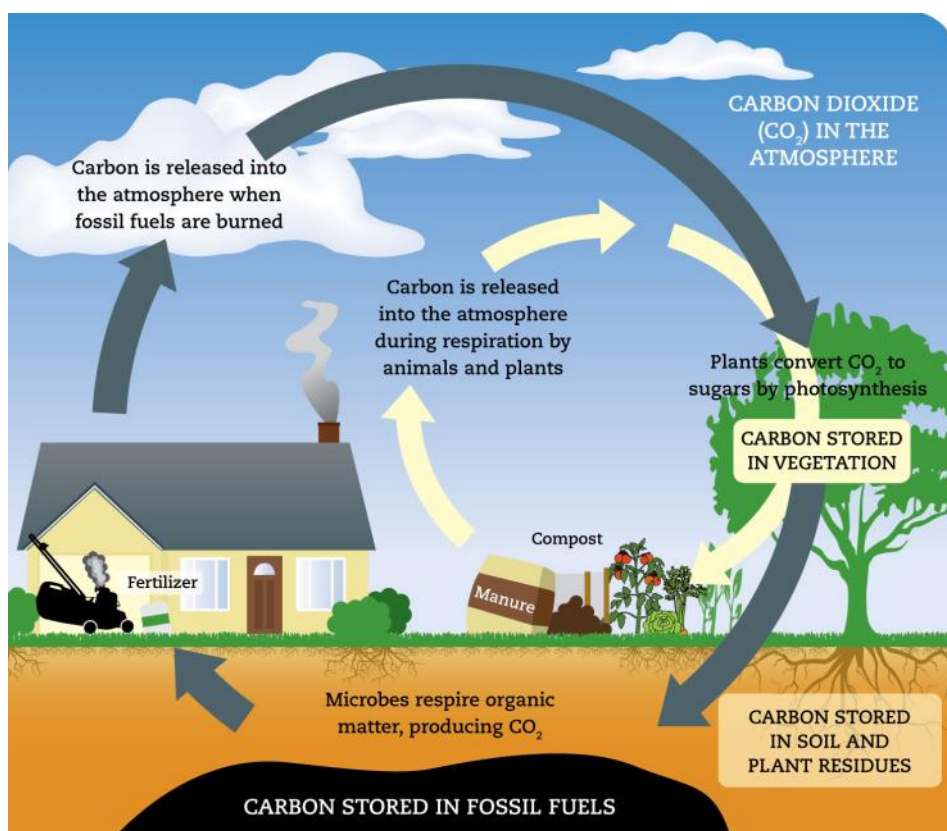 CARBON DIOXIDE
(CO₂) IN THE
ATMOSPHERE
Carbon is released into
the atmosphere when
fossil fuels are burned
Carbon is released
into the atmosphere
during respiration by
animals and plants
Plants convert CO₂ to
sugars by photosynthesis
CARBON STORED
IN VEGETATION
Compost
Fertilizer
Manure
Microbes respire organic
matter, producing CO₂
CARBON STORED
IN SOIL AND
PLANT RESIDUES
CARBON STORED IN FOSSIL FUELS